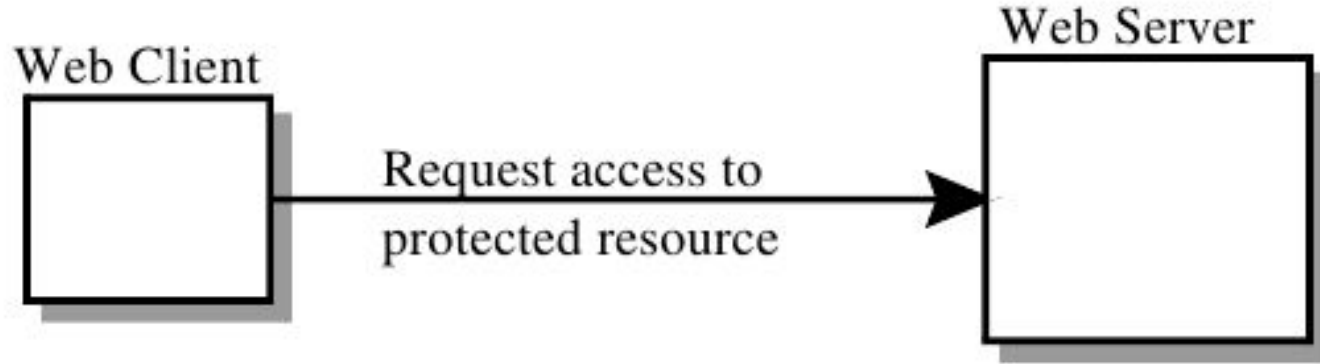 Web Client
Web Server
Request access to
protected resource